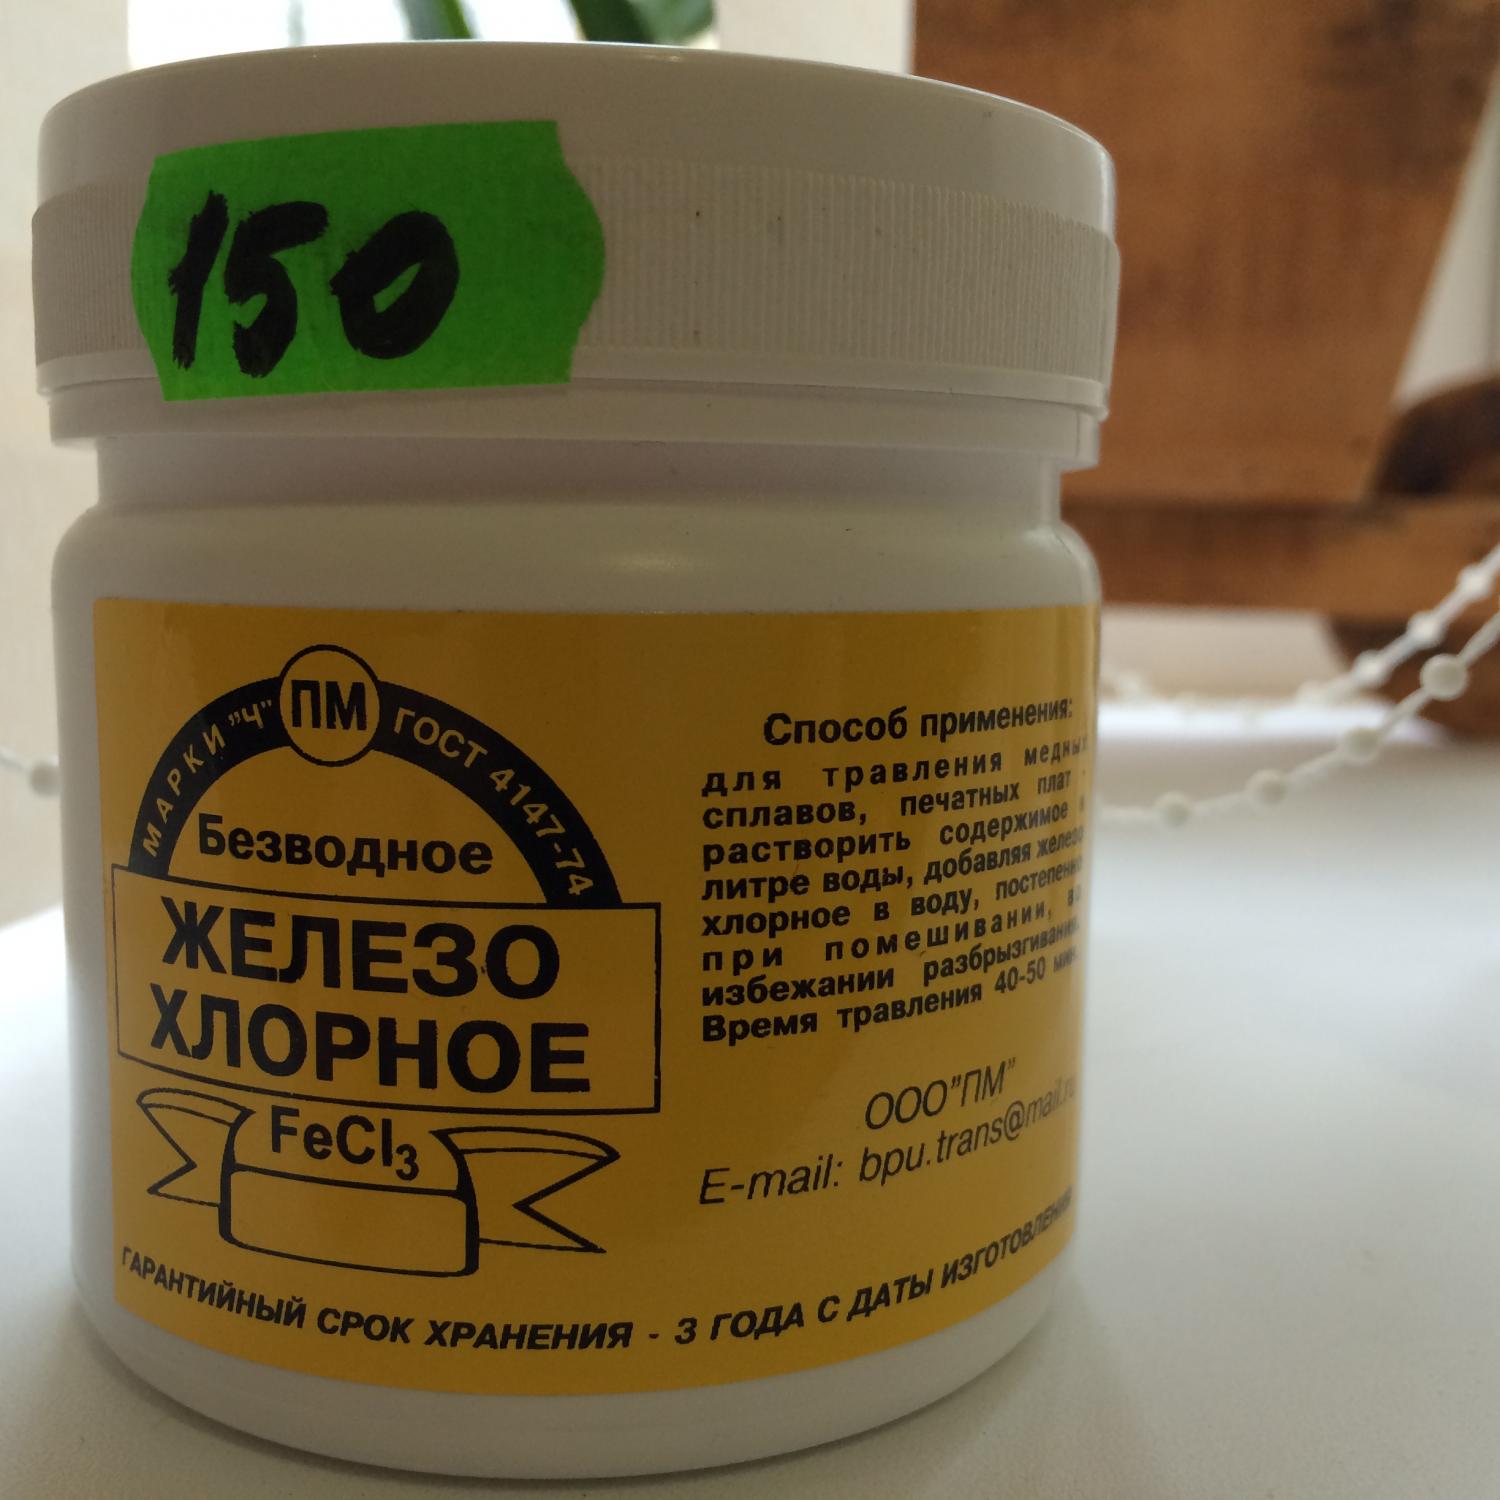 150
МАРКИ "Ч" ПМ ГОСТ 4147-74
Безводное
ЖЕЛЕЗО
ХЛОРНОЕ
FeCl₃
Способ применения:
для травления медных
сплавов, печатных плат -
растворить содержимое в
литре воды, добавляя железо
хлорное в воду, постепенно
при помешивании, во
избежании разбрызгивания.
Время травления 40-50 мин.
ООО"ПМ"
E-mail: bpu.trans@mail.ru
ГАРАНТИЙНЫЙ СРОК ХРАНЕНИЯ - 3 ГОДА С ДАТЫ ИЗГОТОВЛЕНИЯ